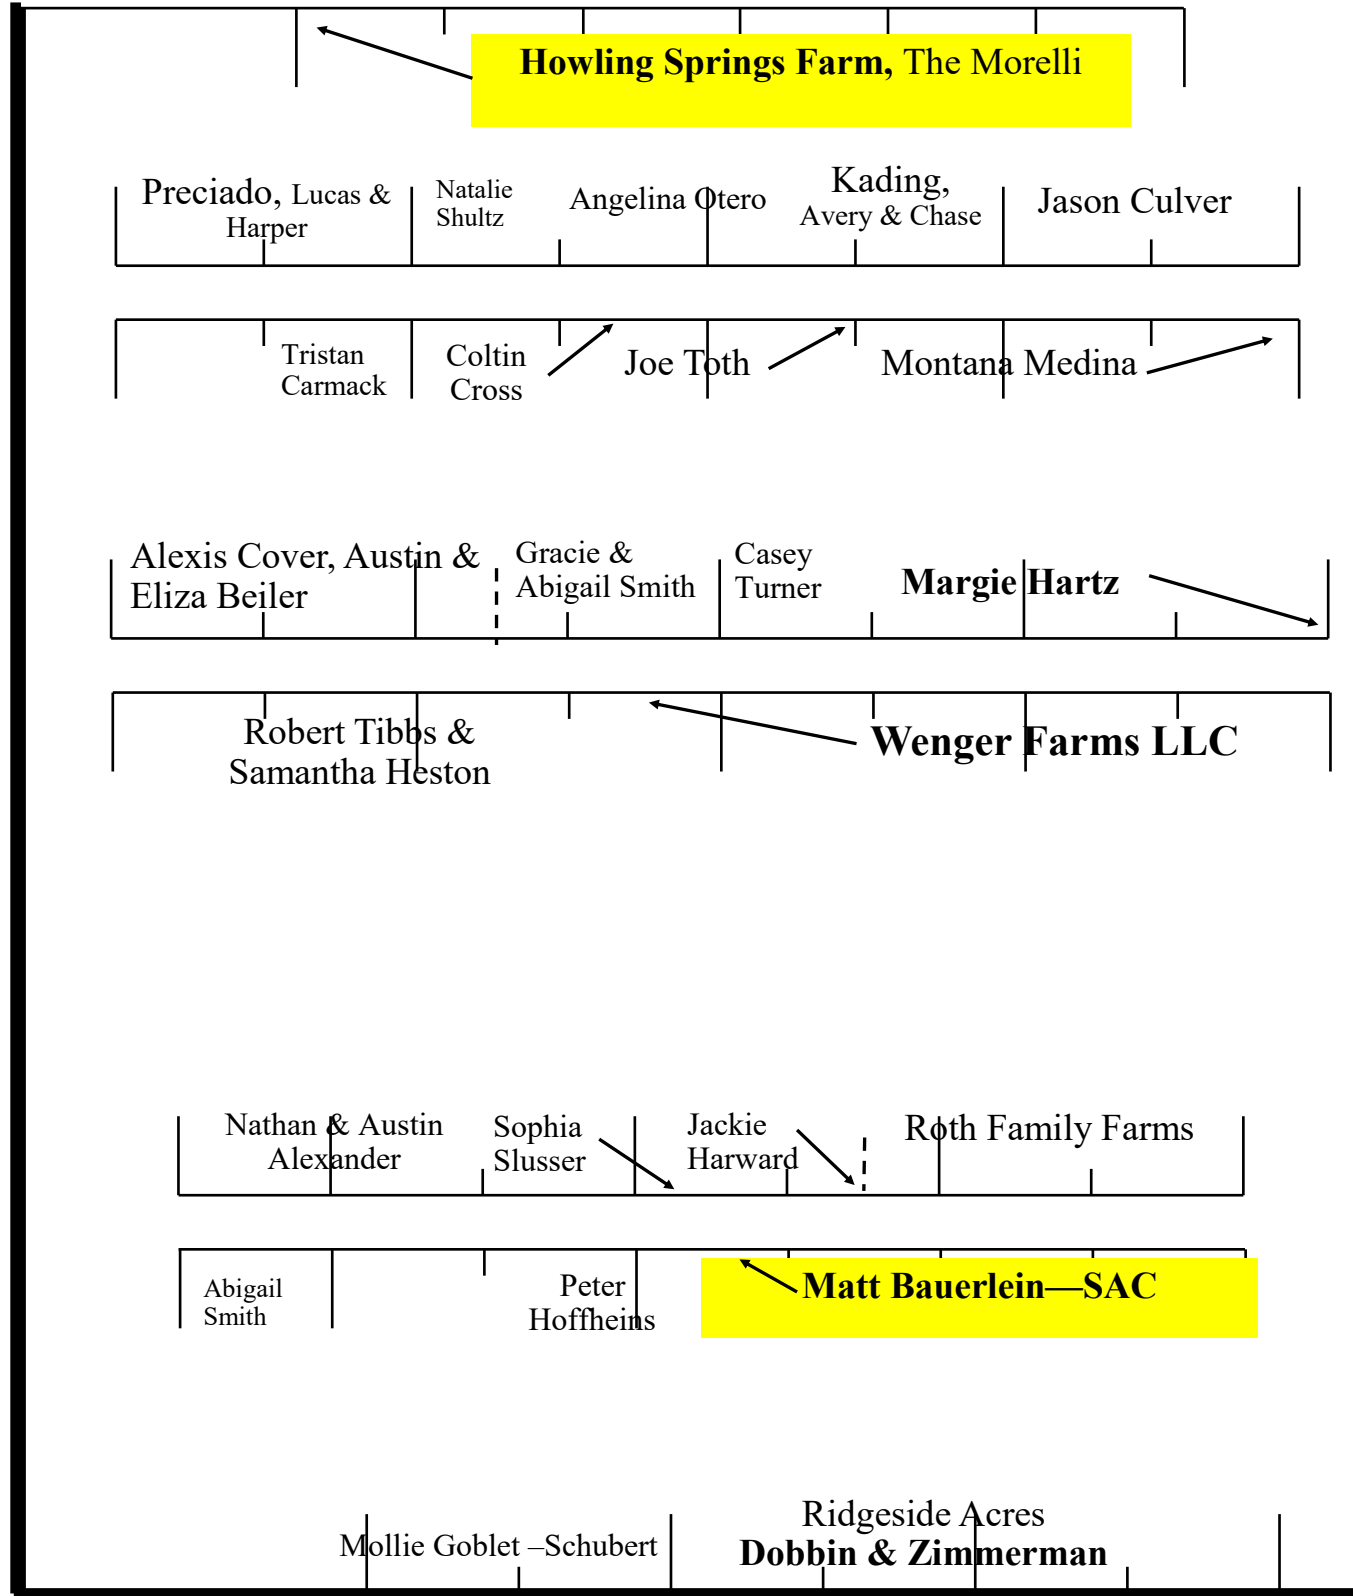 Howling Springs Farm, The Morelli
Preciado, Lucas &
Harper
Natalie
Shultz
Angelina Otero
Kading,
Avery & Chase
Jason Culver
Tristan
Carmack
Coltin
Cross
Joe Toth
Montana Medina
Alexis Cover, Austin &
Eliza Beiler
Gracie &
Abigail Smith
Casey
Turner
Margie Hartz
Robert Tibbs &
Samantha Heston
Wenger Farms LLC
Nathan & Austin
Alexander
Sophia
Slusser
Jackie
Harward
Roth Family Farms
Abigail
Smith
Peter
Hoffheins
Matt Bauerlein—SAC
Mollie Goblet –Schubert
Ridgeside Acres
Dobbin & Zimmerman